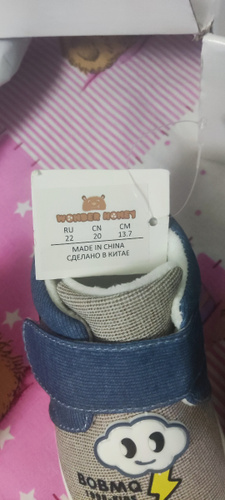 WONDER HONEY
RU CN CM
22 20 13.7
MADE IN CHINA
СДЕЛАНО В КИТАЕ
BOBMQ